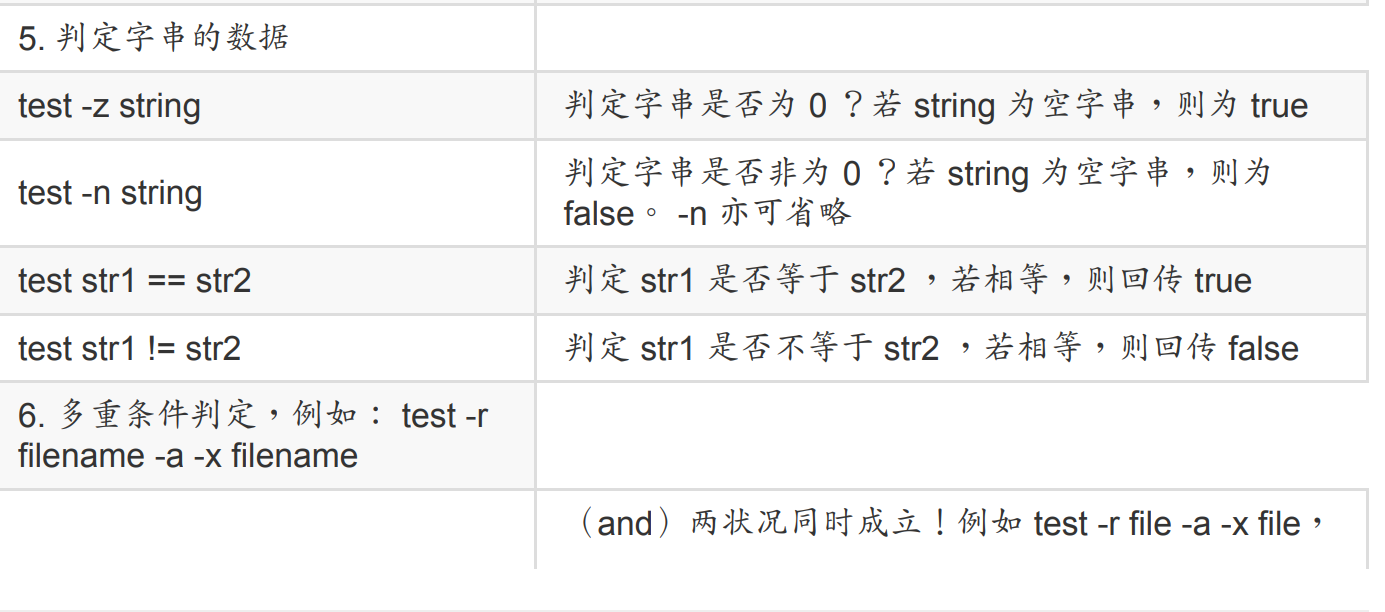 5. 判定字串的数据
test -z string
判定字串是否为 0 ？若 string 为空字串，则为 true
test -n string
判定字串是否非为 0 ？若 string 为空字串，则为
false。 -n 亦可省略
test str1 == str2
判定 str1 是否等于 str2 ，若相等，则回传 true
test str1 != str2
判定 str1 是否不等于 str2 ，若相等，则回传 false
6. 多重条件判定，例如： test -r
filename -a -x filename
（and）两状况同时成立！例如 test -r file -a -x file，